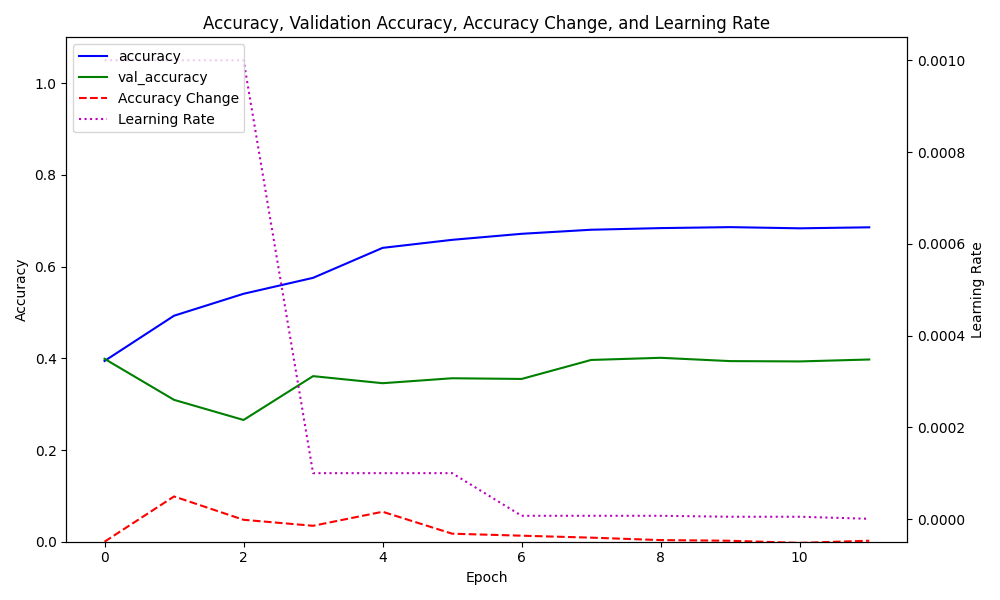 Accuracy, Validation Accuracy, Accuracy Change, and Learning Rate
accuracy
val_accuracy
Accuracy Change
Learning Rate
1.0
0.8
0.6
0.4
0.2
0.0
Accuracy
0.0010
0.0008
0.0006
0.0004
0.0002
0.0000
Learning Rate
0 2 4 6 8 10
Epoch